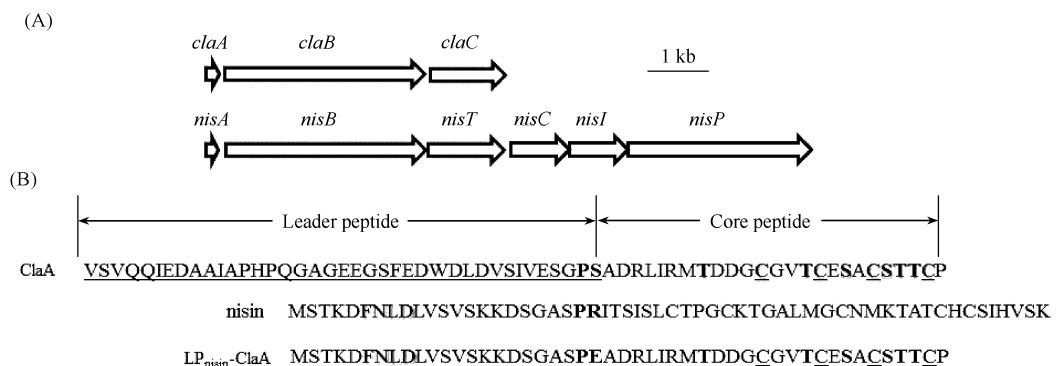 (A)
claA claB claC
1 kb
nisA nisB nisT nisC nisI nisP
(B)
Leader peptide Core peptide
ClaA VSVQQIEDAAIAPHPQGAGEEGSFEDWDLDVSIVESGPSADRLIRMTDDGCGVTCESACSTTCP
nisin MSTKDFNLDLVSVSKKDSGASPRITSISLCTPGCKTGALMGCNMKTATCHCSIHVSK
LPnisin-ClaA MSTKDFNLDLVSVSKKDSGASPEADRLIRMTDDGCGVTCESACSTTCP